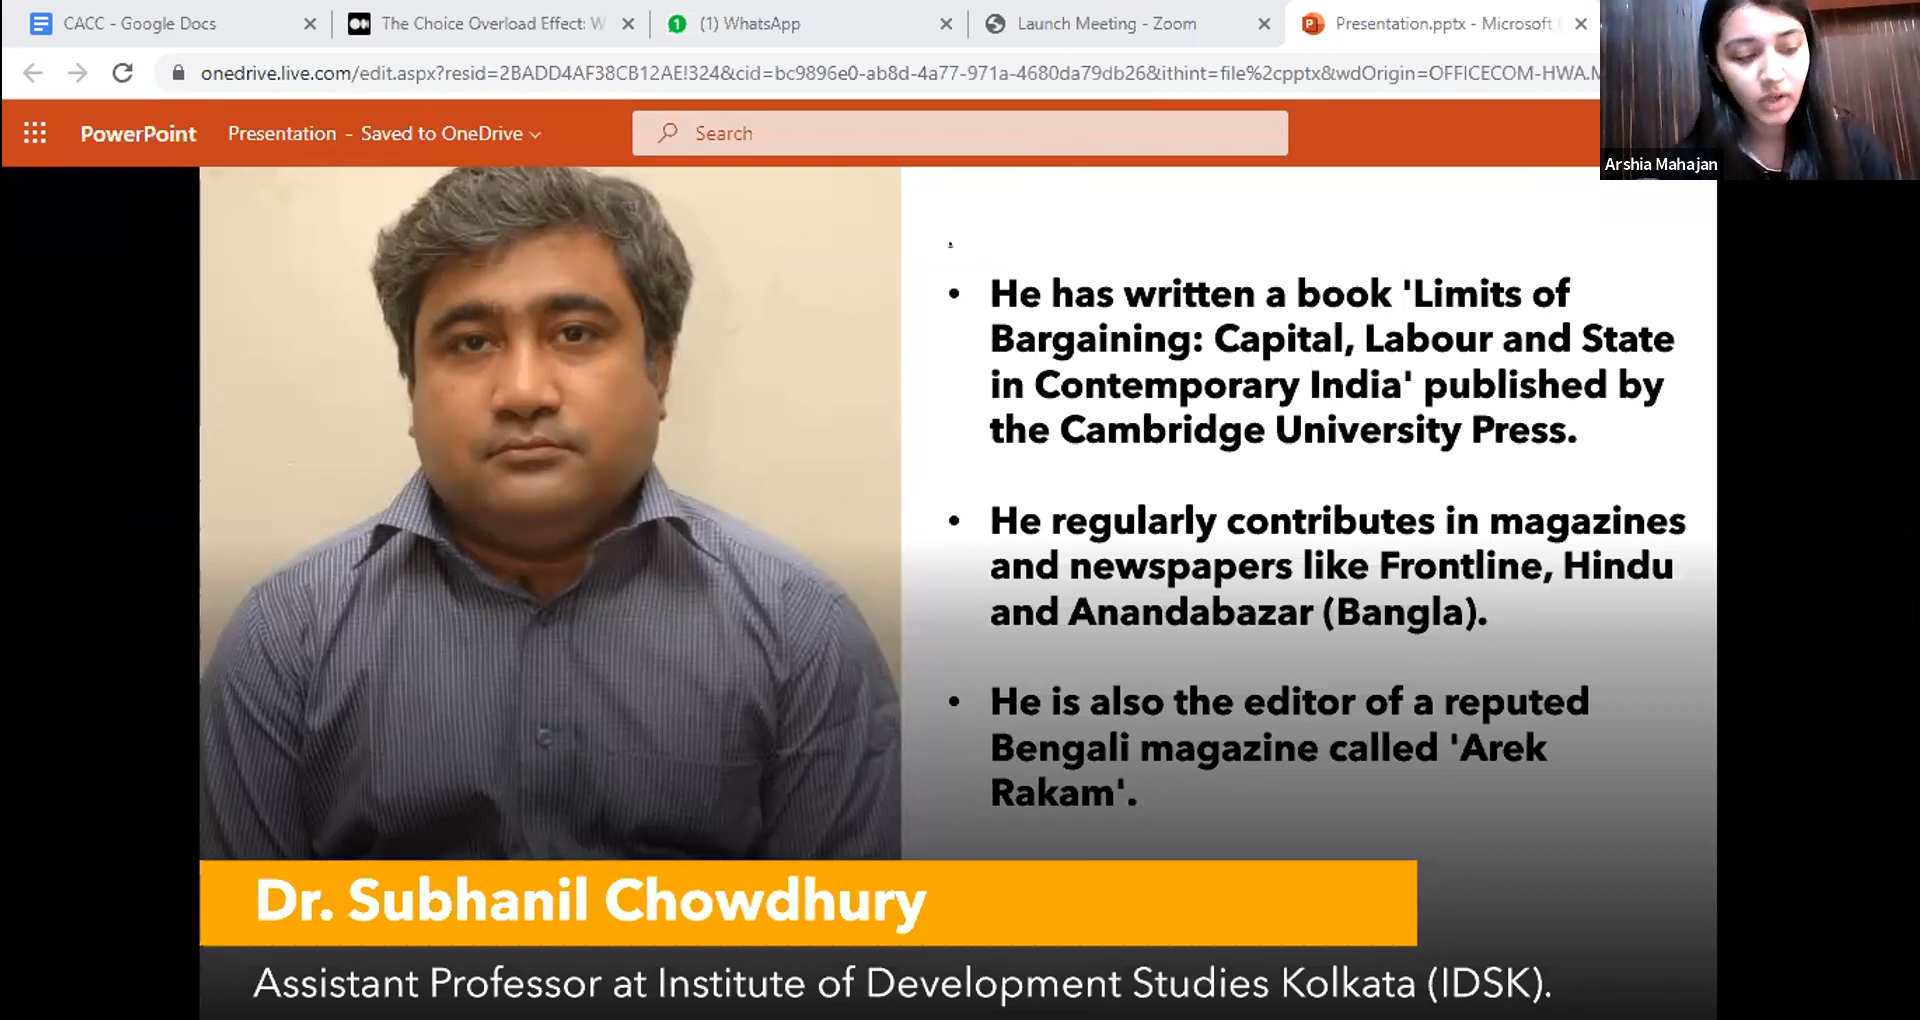 CACC - Google Docs
The Choice Overload Effect: W
(1) WhatsApp
Launch Meeting - Zoom
Presentation.pptx - Microsoft
onedrive.live.com/edit.aspx?resid=2BADD4AF38CB12AE!324&cid=bc9896e0-ab8d-4a77-971a-4680da79db26&ithint=file%2cpptx&wdOrigin=OFFICECOM-HWA.M
PowerPoint
Presentation - Saved to OneDrive
Search
Arshia Mahajan
.
• He has written a book 'Limits of
Bargaining: Capital, Labour and State
in Contemporary India' published by
the Cambridge University Press.
• He regularly contributes in magazines
and newspapers like Frontline, Hindu
and Anandabazar (Bangla).
• He is also the editor of a reputed
Bengali magazine called 'Arek
Rakam'.
Dr. Subhanil Chowdhury
Assistant Professor at Institute of Development Studies Kolkata (IDSK).